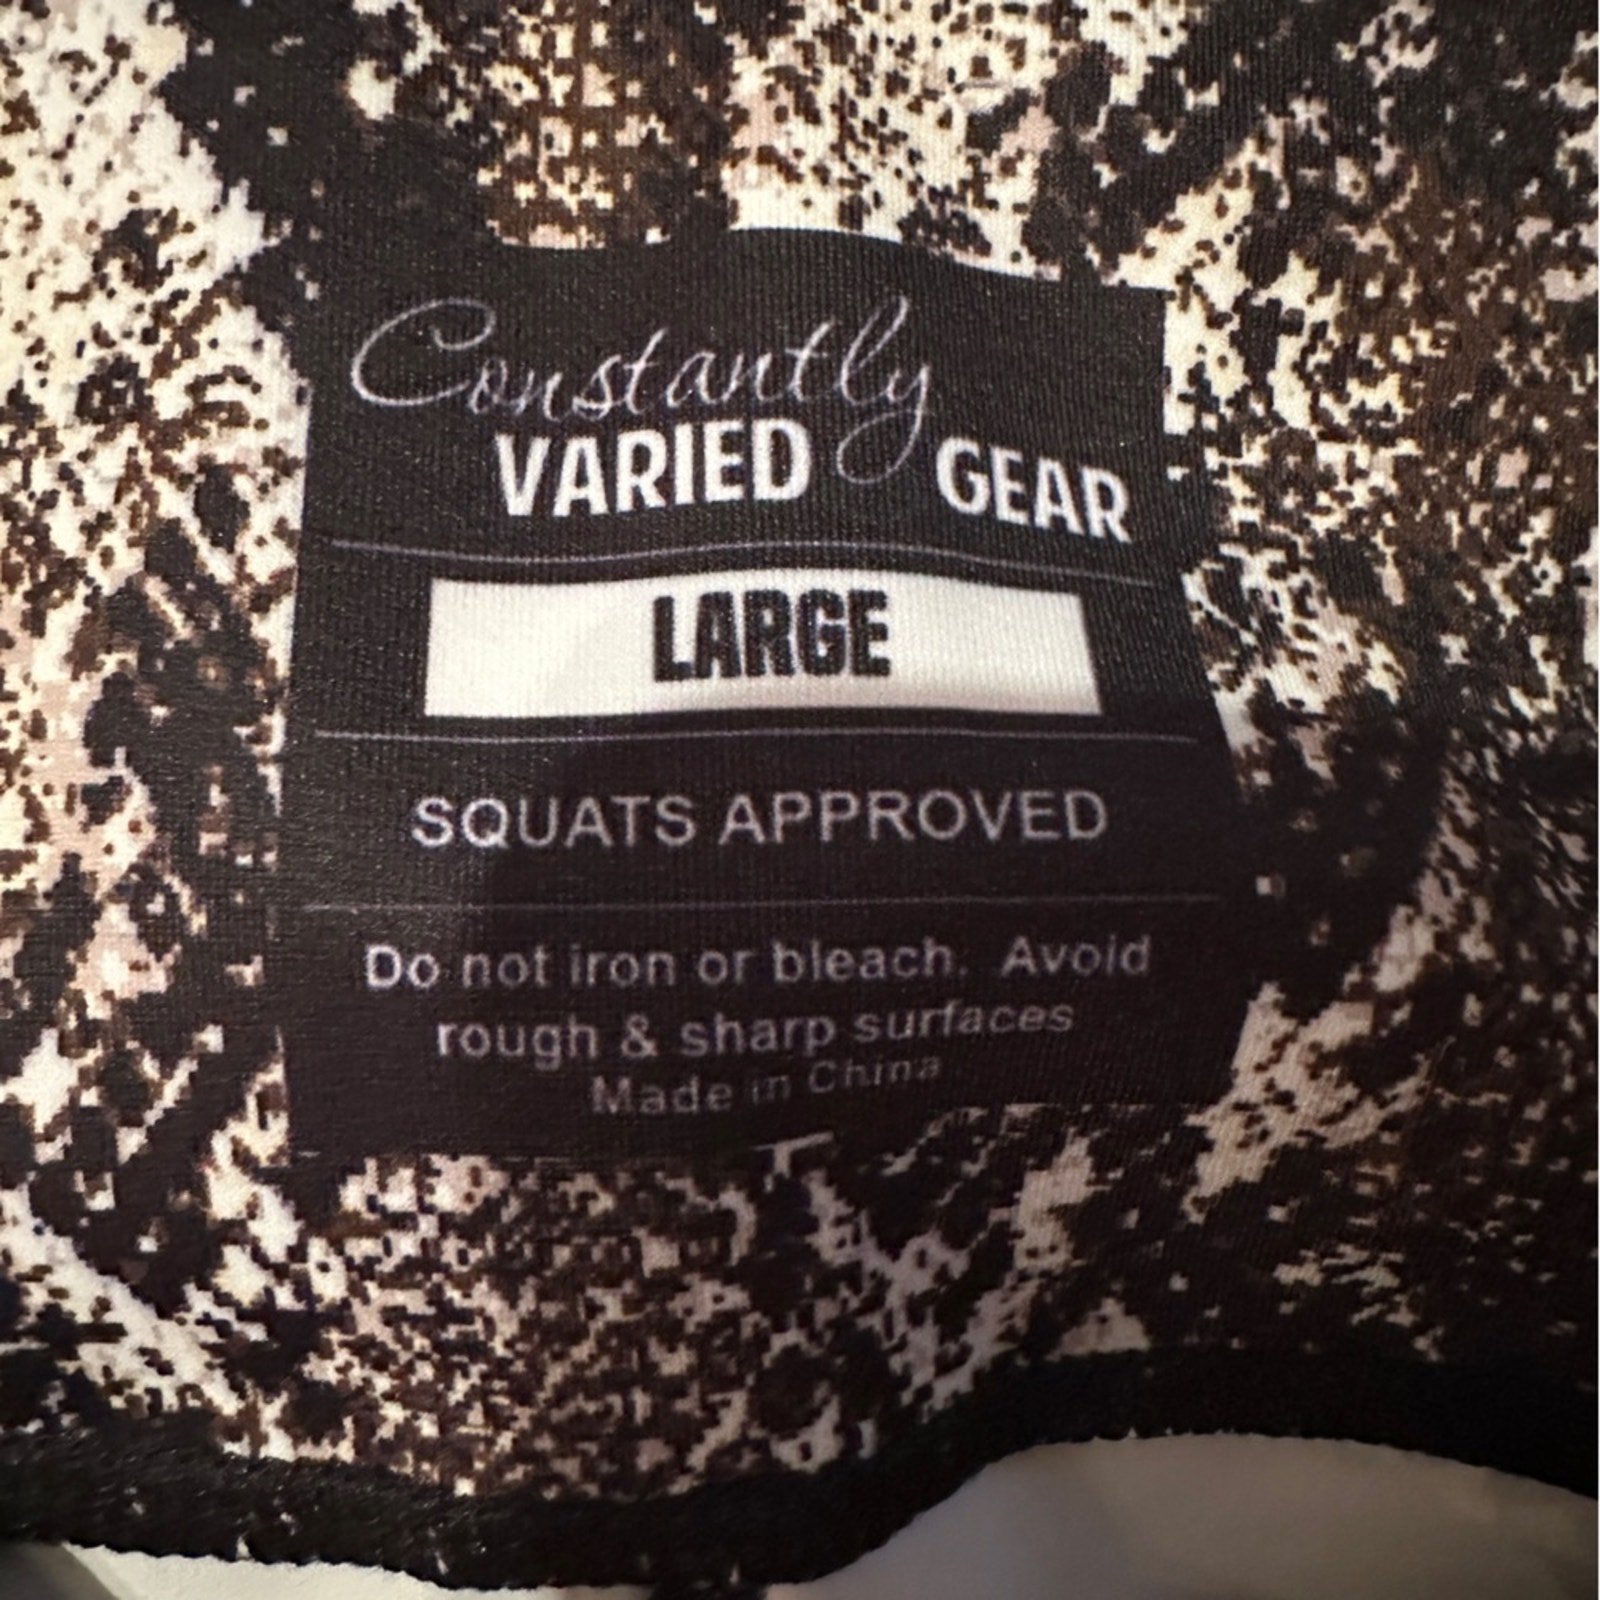 Constantly
VARIED GEAR
LARGE
SQUATS APPROVED
Do not iron or bleach. Avoid
rough & sharp surfaces
Made in China